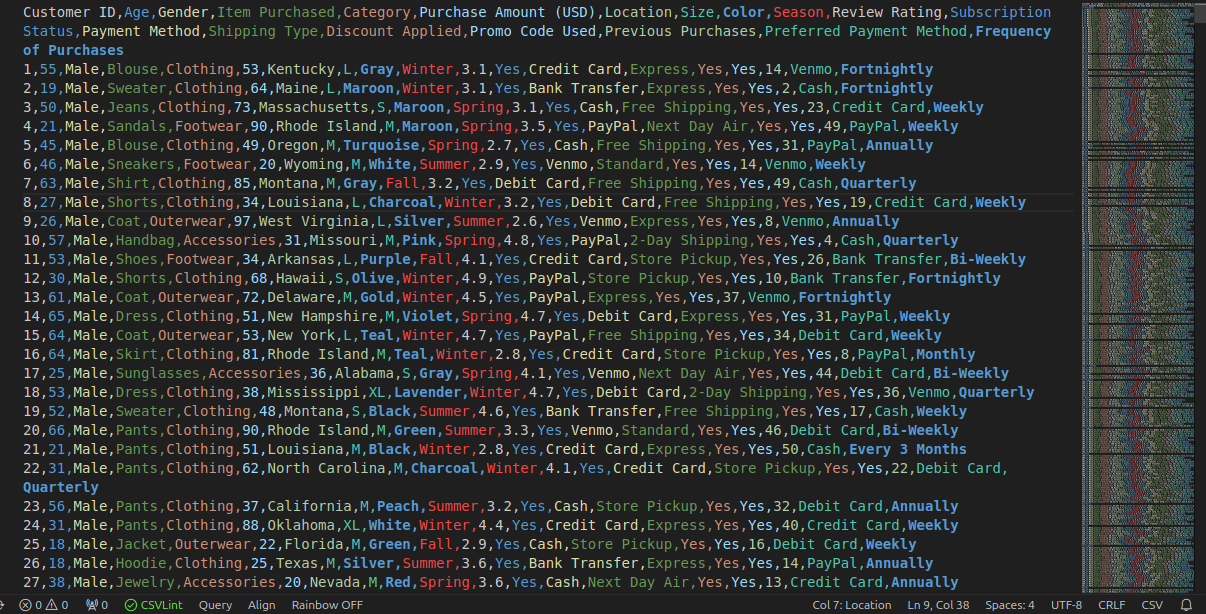 Customer ID,Age,Gender,Item Purchased,Category,Purchase Amount (USD),Location,Size,Color,Season,Review Rating,Subscription
Status,Payment Method,Shipping Type,Discount Applied,Promo Code Used,Previous Purchases,Preferred Payment Method,Frequency
of Purchases
1,55,Male,Blouse,Clothing,53,Kentucky,L,Gray,Winter,3.1,Yes,Credit Card,Express,Yes,Yes,14,Venmo,Fortnightly
2,19,Male,Sweater,Clothing,64,Maine,L,Maroon,Winter,3.1,Yes,Bank Transfer,Express,Yes,Yes,2,Cash,Fortnightly
3,50,Male,Jeans,Clothing,73,Massachusetts,S,Maroon,Spring,3.1,Yes,Cash,Free Shipping,Yes,Yes,23,Credit Card,Weekly
4,21,Male,Sandals,Footwear,90,Rhode Island,M,Maroon,Spring,3.5,Yes,PayPal,Next Day Air,Yes,Yes,49,PayPal,Weekly
5,45,Male,Blouse,Clothing,49,Oregon,M,Turquoise,Spring,2.7,Yes,Cash,Free Shipping,Yes,Yes,31,PayPal,Annually
6,46,Male,Sneakers,Footwear,20,Wyoming,M,White,Summer,2.9,Yes,Venmo,Standard,Yes,Yes,14,Venmo,Weekly
7,63,Male,Shirt,Clothing,85,Montana,M,Gray,Fall,3.2,Yes,Debit Card,Free Shipping,Yes,Yes,49,Cash,Quarterly
8,27,Male,Shorts,Clothing,34,Louisiana,L,Charcoal,Winter,3.2,Yes,Debit Card,Free Shipping,Yes,Yes,19,Credit Card,Weekly
9,26,Male,Coat,Outerwear,97,West Virginia,L,Silver,Summer,2.6,Yes,Venmo,Express,Yes,Yes,8,Venmo,Annually
10,57,Male,Handbag,Accessories,31,Missouri,M,Pink,Spring,4.8,Yes,PayPal,2-Day Shipping,Yes,Yes,4,Cash,Quarterly
11,53,Male,Shoes,Footwear,34,Arkansas,L,Purple,Fall,4.1,Yes,Credit Card,Store Pickup,Yes,Yes,26,Bank Transfer,Bi-Weekly
12,30,Male,Shorts,Clothing,68,Hawaii,S,Olive,Winter,4.9,Yes,PayPal,Store Pickup,Yes,Yes,10,Bank Transfer,Fortnightly
13,61,Male,Coat,Outerwear,72,Delaware,M,Gold,Winter,4.5,Yes,PayPal,Express,Yes,Yes,37,Venmo,Fortnightly
14,65,Male,Dress,Clothing,51,New Hampshire,M,Violet,Spring,4.7,Yes,Debit Card,Express,Yes,Yes,31,PayPal,Weekly
15,64,Male,Coat,Outerwear,53,New York,L,Teal,Winter,4.7,Yes,PayPal,Free Shipping,Yes,Yes,34,Debit Card,Weekly
16,64,Male,Skirt,Clothing,81,Rhode Island,M,Teal,Winter,2.8,Yes,Credit Card,Store Pickup,Yes,Yes,8,PayPal,Monthly
17,25,Male,Sunglasses,Accessories,36,Alabama,S,Gray,Spring,4.1,Yes,Venmo,Next Day Air,Yes,Yes,44,Debit Card,Bi-Weekly
18,53,Male,Dress,Clothing,38,Mississippi,XL,Lavender,Winter,4.7,Yes,Debit Card,2-Day Shipping,Yes,Yes,36,Venmo,Quarterly
19,52,Male,Sweater,Clothing,48,Montana,S,Black,Summer,4.6,Yes,Bank Transfer,Free Shipping,Yes,Yes,17,Cash,Weekly
20,66,Male,Pants,Clothing,90,Rhode Island,M,Green,Summer,3.3,Yes,Venmo,Standard,Yes,Yes,46,Debit Card,Bi-Weekly
21,21,Male,Pants,Clothing,51,Louisiana,M,Black,Winter,2.8,Yes,Credit Card,Express,Yes,Yes,50,Cash,Every 3 Months
22,31,Male,Pants,Clothing,62,North Carolina,M,Charcoal,Winter,4.1,Yes,Credit Card,Store Pickup,Yes,Yes,22,Debit Card,
Quarterly
23,56,Male,Pants,Clothing,37,California,M,Peach,Summer,3.2,Yes,Cash,Store Pickup,Yes,Yes,32,Debit Card,Annually
24,31,Male,Pants,Clothing,88,Oklahoma,XL,White,Winter,4.4,Yes,Credit Card,Express,Yes,Yes,40,Credit Card,Weekly
25,18,Male,Jacket,Outerwear,22,Florida,M,Green,Fall,2.9,Yes,Cash,Store Pickup,Yes,Yes,16,Debit Card,Weekly
26,18,Male,Hoodie,Clothing,25,Texas,M,Silver,Summer,3.6,Yes,Bank Transfer,Express,Yes,Yes,14,PayPal,Annually
27,38,Male,Jewelry,Accessories,20,Nevada,M,Red,Spring,3.6,Yes,Cash,Next Day Air,Yes,Yes,13,Credit Card,Annually
0 0 0 CSVLint Query Align Rainbow OFF Col 7: Location Ln 9, Col 38 Spaces: 4 UTF-8 CRLF CSV